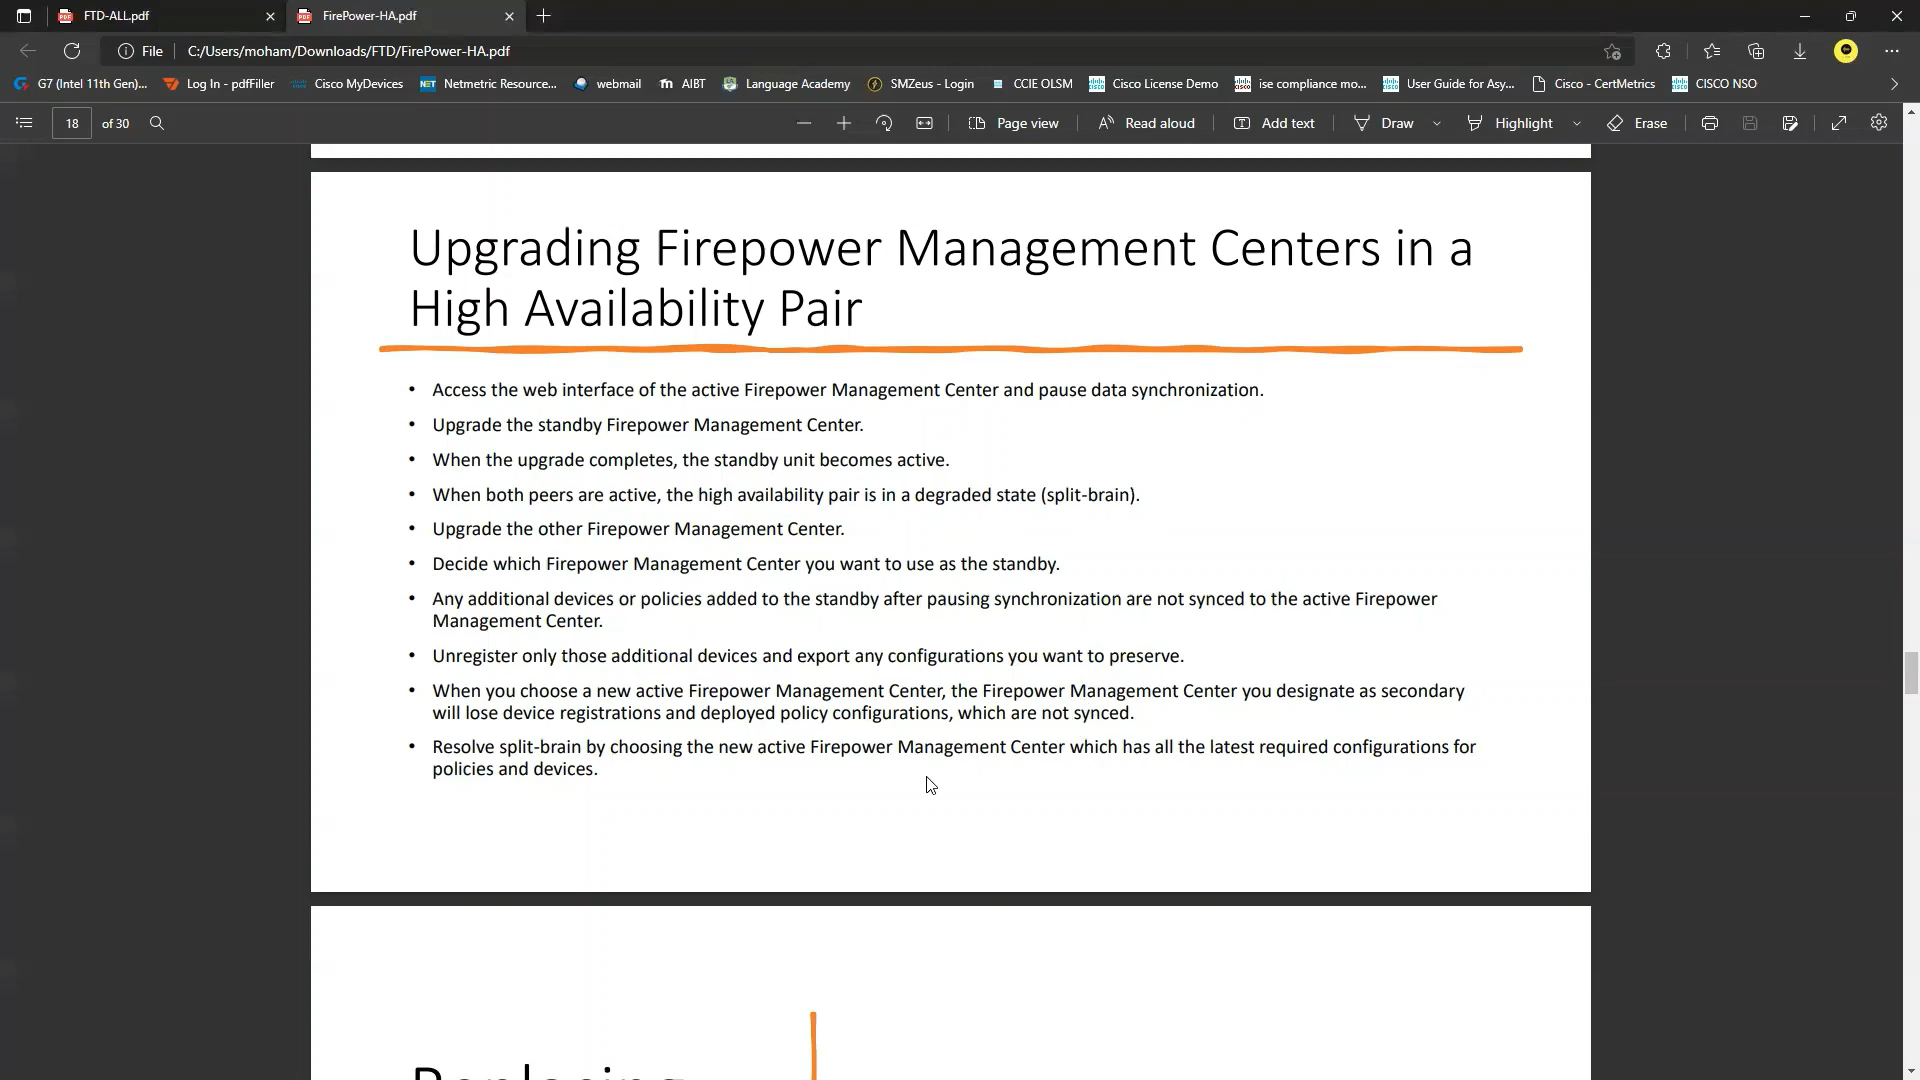 FTD-ALL.pdf
FirePower-HA.pdf
File
C:/Users/moham/Downloads/FTD/FirePower-HA.pdf
G7 (Intel 11th Gen)...
Log In - pdfFiller
Cisco MyDevices
Netmetric Resource...
webmail
AIBT
Language Academy
SMZeus - Login
CCIE OLSM
Cisco License Demo
ise compliance mo...
User Guide for Asy...
Cisco - CertMetrics
CISCO NSO
18 of 30
Page view
Read aloud
Add text
Draw
Highlight
Erase
Upgrading Firepower Management Centers in a
High Availability Pair
• Access the web interface of the active Firepower Management Center and pause data synchronization.
• Upgrade the standby Firepower Management Center.
• When the upgrade completes, the standby unit becomes active.
• When both peers are active, the high availability pair is in a degraded state (split-brain).
• Upgrade the other Firepower Management Center.
• Decide which Firepower Management Center you want to use as the standby.
• Any additional devices or policies added to the standby after pausing synchronization are not synced to the active Firepower
Management Center.
• Unregister only those additional devices and export any configurations you want to preserve.
• When you choose a new active Firepower Management Center, the Firepower Management Center you designate as secondary
will lose device registrations and deployed policy configurations, which are not synced.
• Resolve split-brain by choosing the new active Firepower Management Center which has all the latest required configurations for
policies and devices.